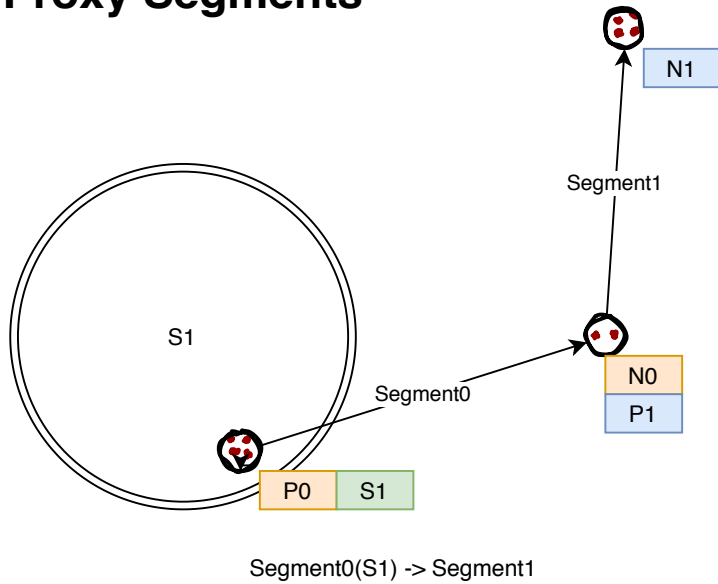 Proxy Segments
N1
Segment1
S1
N0
Segment0
P1
P0
S1
Segment0(S1) -> Segment1